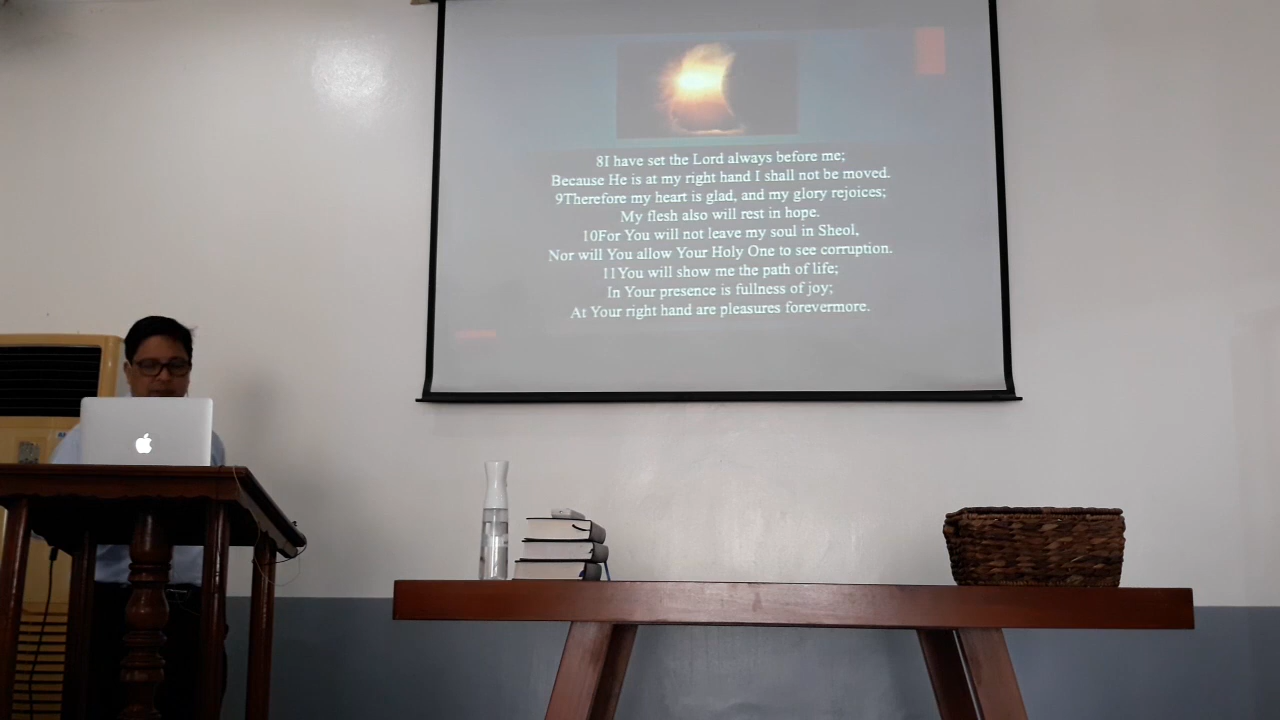 8I have set the Lord always before me;
Because He is at my right hand I shall not be moved.
9Therefore my heart is glad, and my glory rejoices;
My flesh also will rest in hope.
10For You will not leave my soul in Sheol,
Nor will You allow Your Holy One to see corruption.
11You will show me the path of life;
In Your presence is fullness of joy;
At Your right hand are pleasures forevermore.